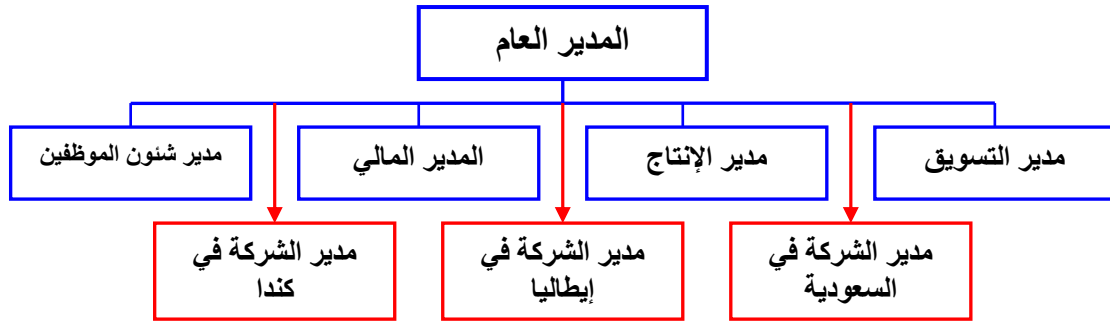 المدير العام
مدير التسويق
مدير الإنتاج
المدير المالي
مدير شئون الموظفين
مدير الشركة في
السعودية
مدير الشركة في
إيطاليا
مدير الشركة في
كندا